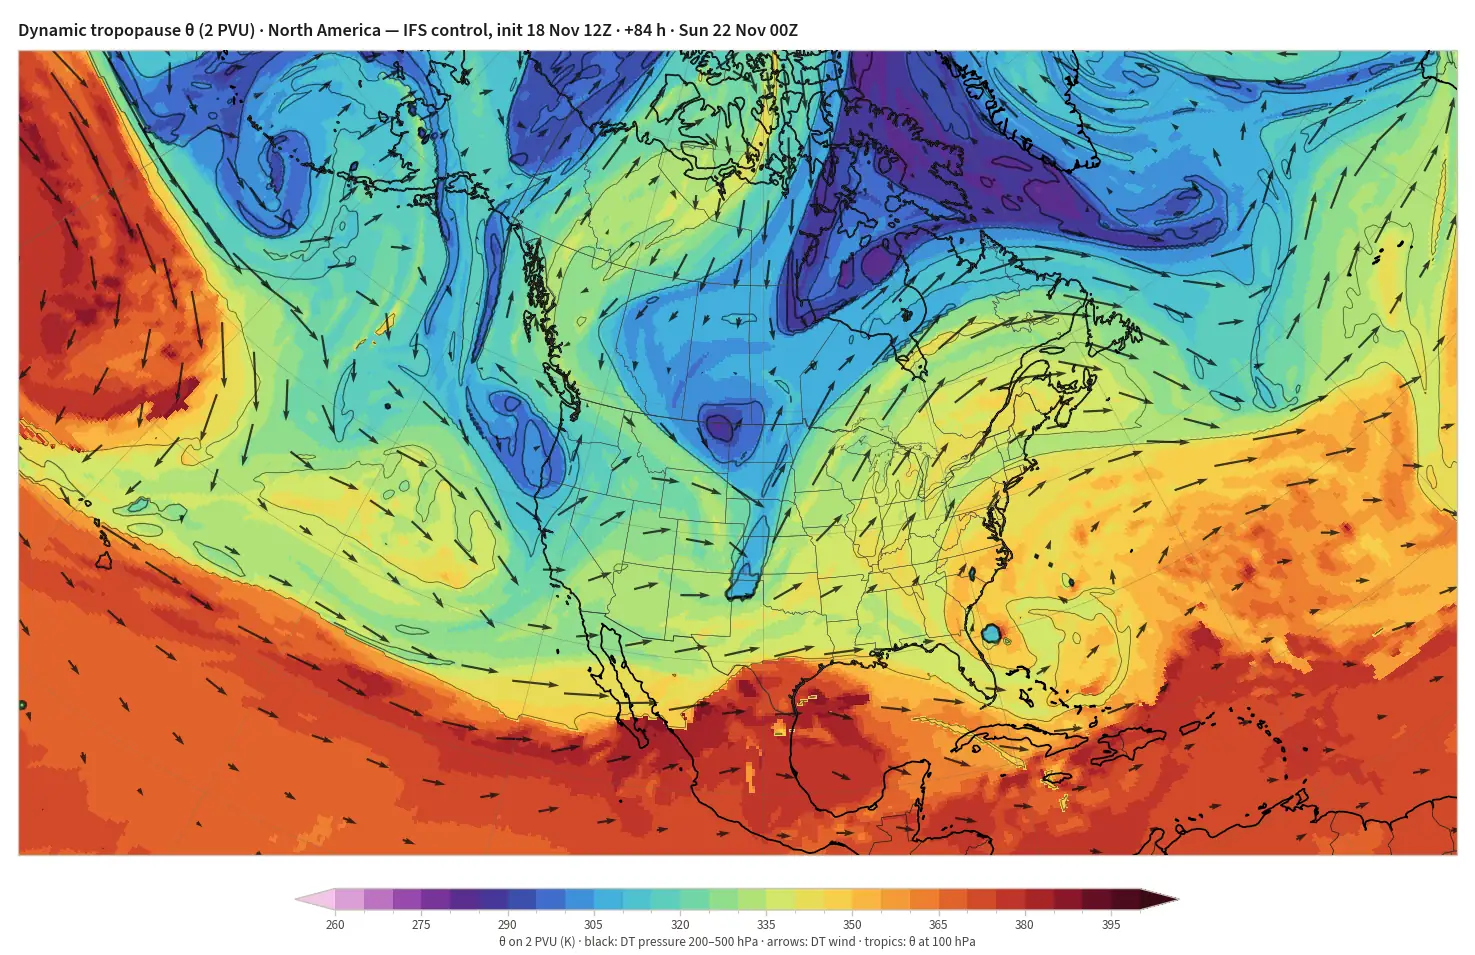 Dynamic tropopause θ (2 PVU) · North America — IFS control, init 18 Nov 12Z · +84 h · Sun 22 Nov 00Z
260 275 290 305 320 335 350 365 380 395
θ on 2 PVU (K) · black: DT pressure 200–500 hPa · arrows: DT wind · tropics: θ at 100 hPa